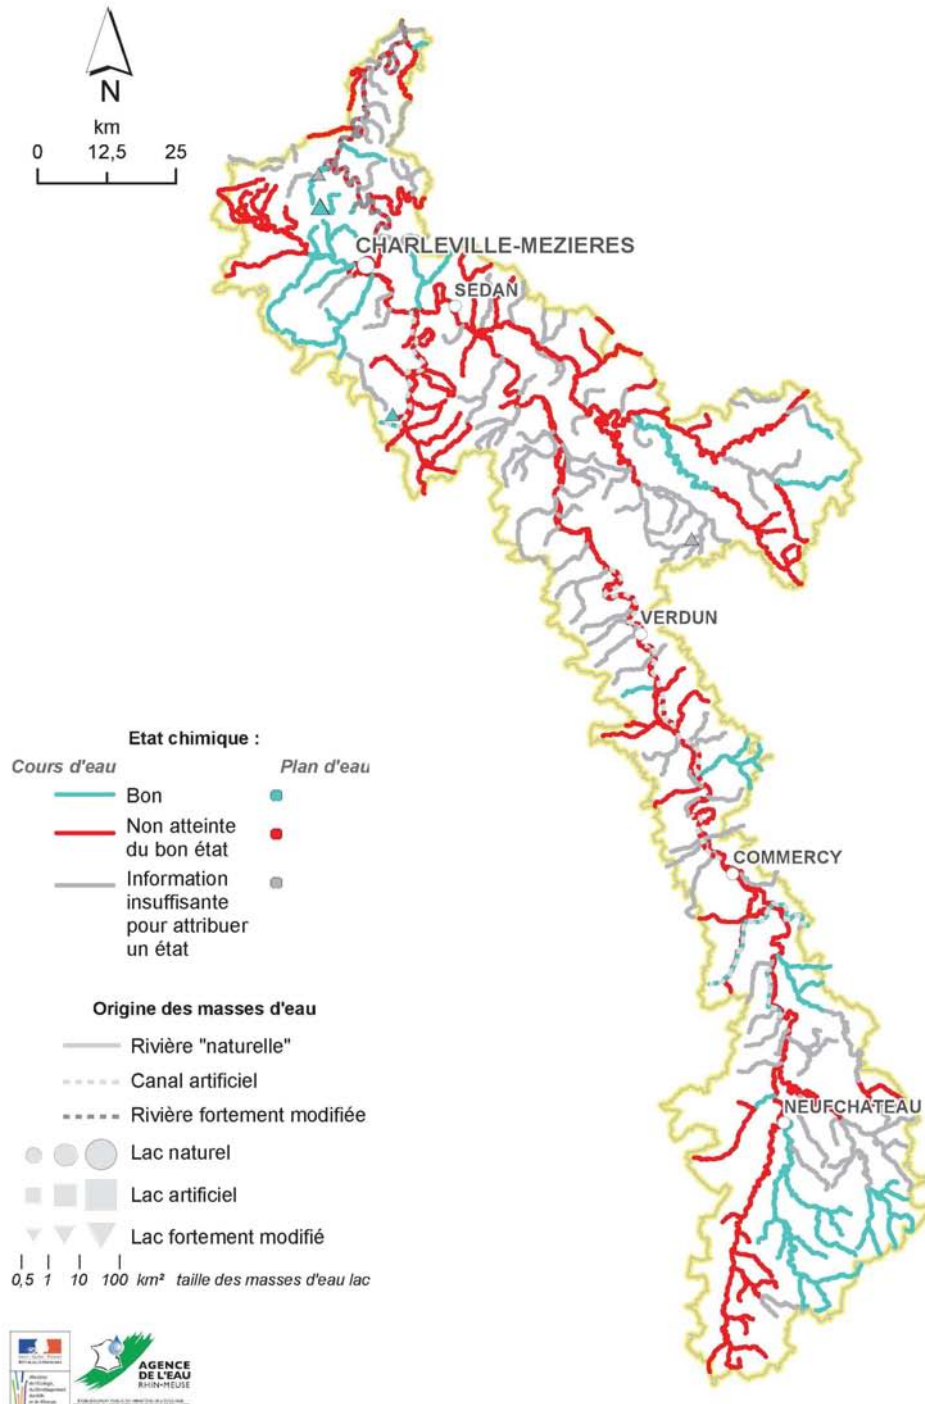 N
km
0 12,5 25
CHARLEVILLE-MEZIERES
SEDAN
VERDUN
COMMERCY
NEUFCHATEAU
Etat chimique :
Cours d'eau Plan d'eau
Bon
Non atteinte
du bon état
Information
insuffisante
pour attribuer
un état
Origine des masses d'eau
Rivière "naturelle"
Canal artificiel
Rivière fortement modifiée
Lac naturel
Lac artificiel
Lac fortement modifié
0,5 1 10 100 km² taille des masses d'eau lac
AGENCE
DE L'EAU
RHIN-MEUSE